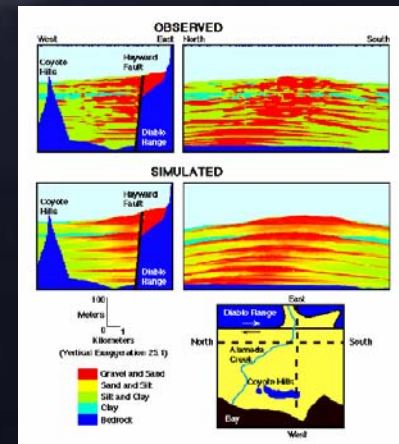 OBSERVED
West East North South
Coyote Hills
Hayward Fault
Diablo Range
SIMULATED
Coyote Hills
Hayward Fault
Diablo Range
100
Meters
0 1
Kilometers
(Vertical Exaggeration 25:1)
Gravel and Sand
Sand and Silt
Silt and Clay
Clay
Bedrock
East
Diablo Range
North South
Alameda Creek
Coyote Hills
Bay
West